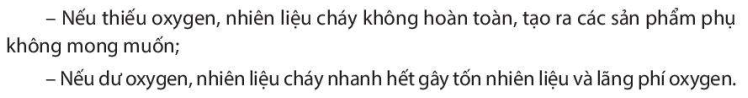 – Nếu thiếu oxygen, nhiên liệu cháy không hoàn toàn, tạo ra các sản phẩm phụ
không mong muốn;
– Nếu dư oxygen, nhiên liệu cháy nhanh hết gây tốn nhiên liệu và lãng phí oxygen.